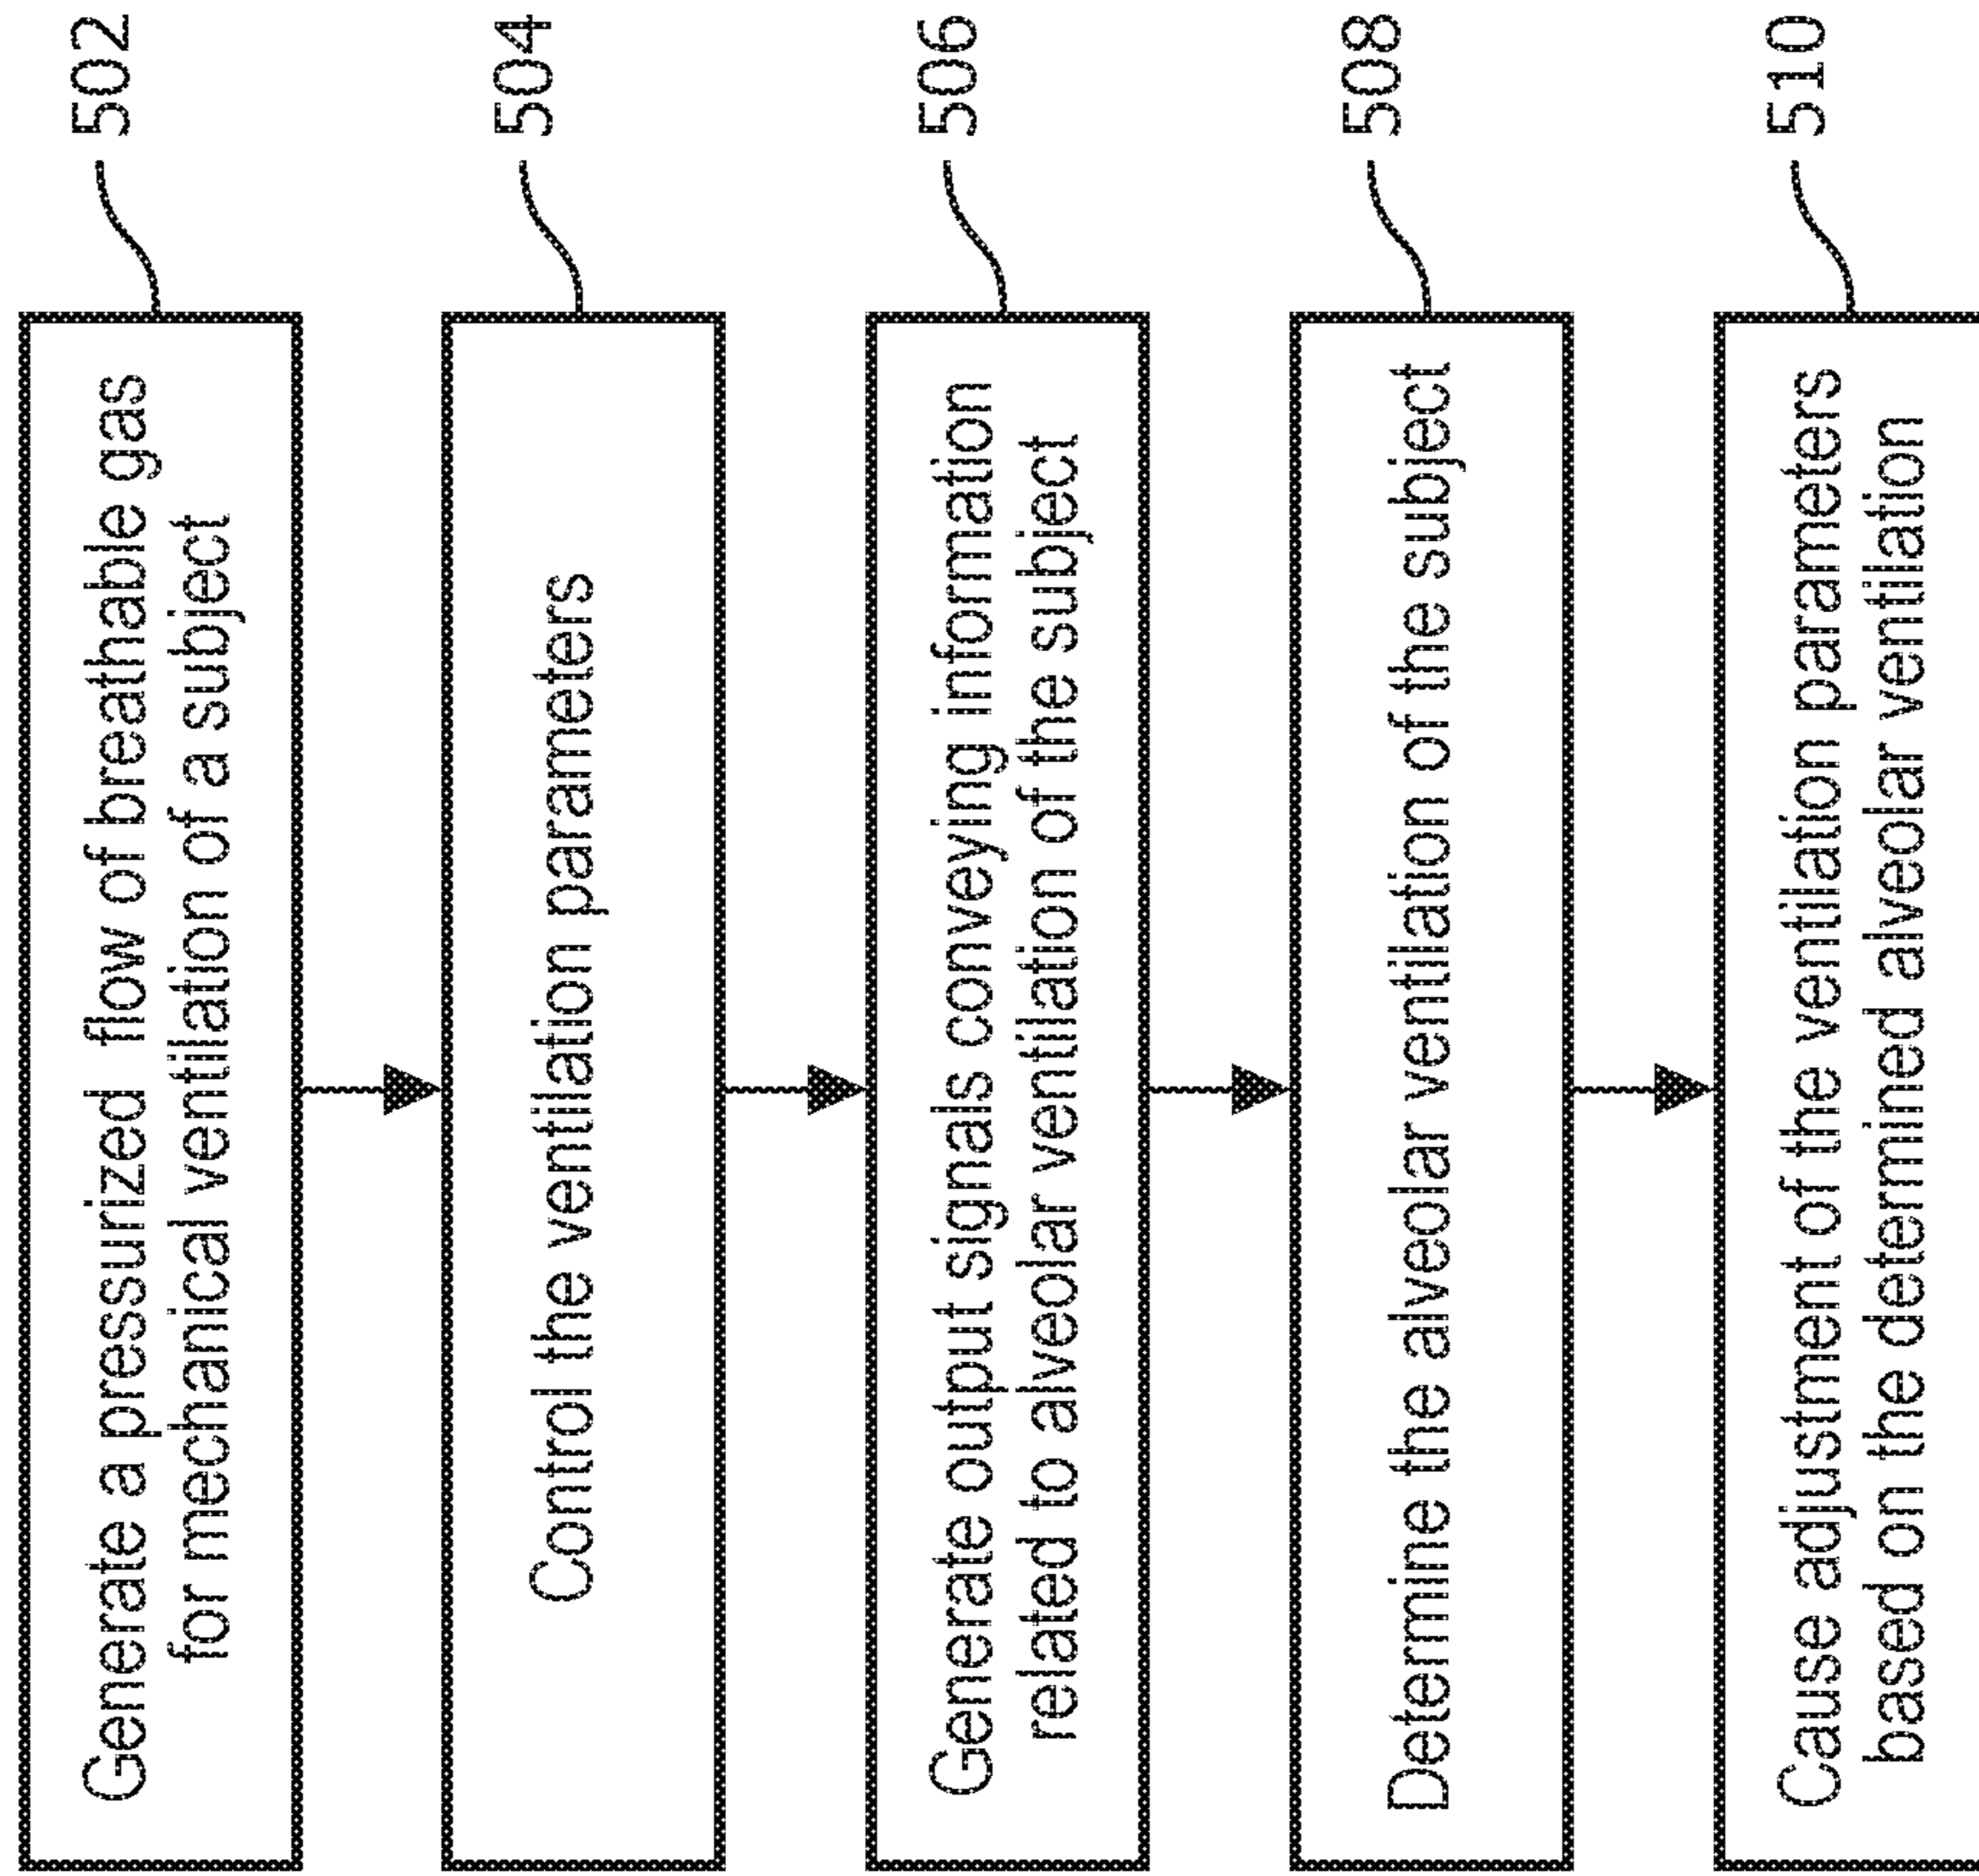 Generate a pressurized flow of breathable gas
for mechanical ventilation of a subject
502
Control the ventilation parameters
504
Generate output signals conveying information
related to alveolar ventilation of the subject
506
Determine the alveolar ventilation of the subject
508
Cause adjustment of the ventilation parameters
based on the determined alveolar ventilation
510